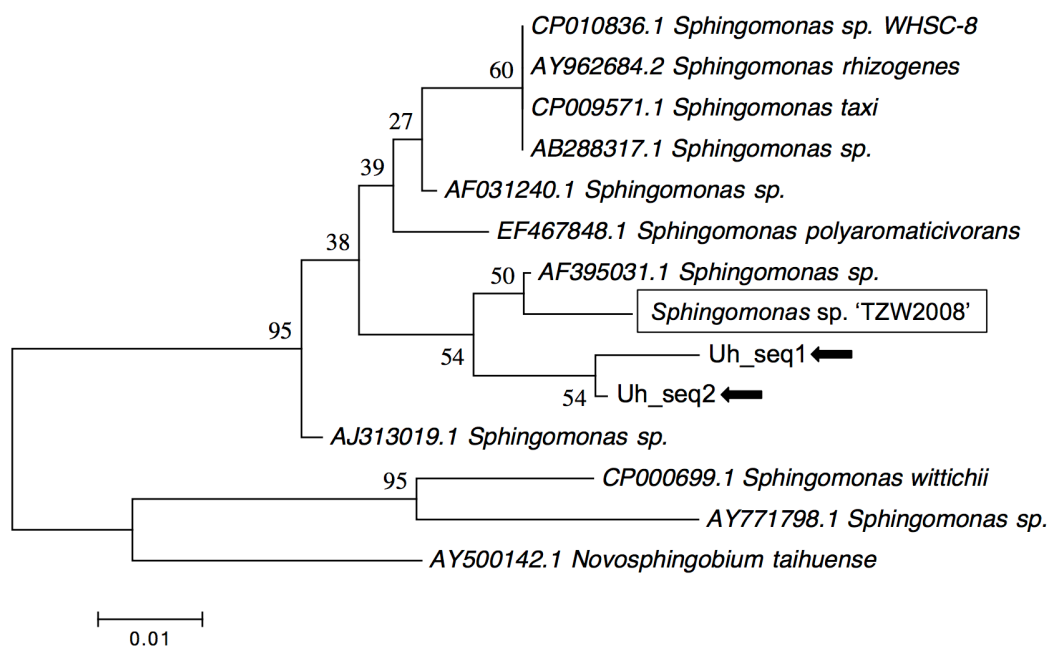 CP010836.1 Sphingomonas sp. WHSC-8
60
AY962684.2 Sphingomonas rhizogenes
CP009571.1 Sphingomonas taxi
27
AB288317.1 Sphingomonas sp.
39
AF031240.1 Sphingomonas sp.
EF467848.1 Sphingomonas polyaromaticivorans
38
50
AF395031.1 Sphingomonas sp.
Sphingomonas sp. ‘TZW2008’
95
54
Uh_seq1
54
Uh_seq2
AJ313019.1 Sphingomonas sp.
95
CP000699.1 Sphingomonas wittichii
AY771798.1 Sphingomonas sp.
AY500142.1 Novosphingobium taihuense
0.01